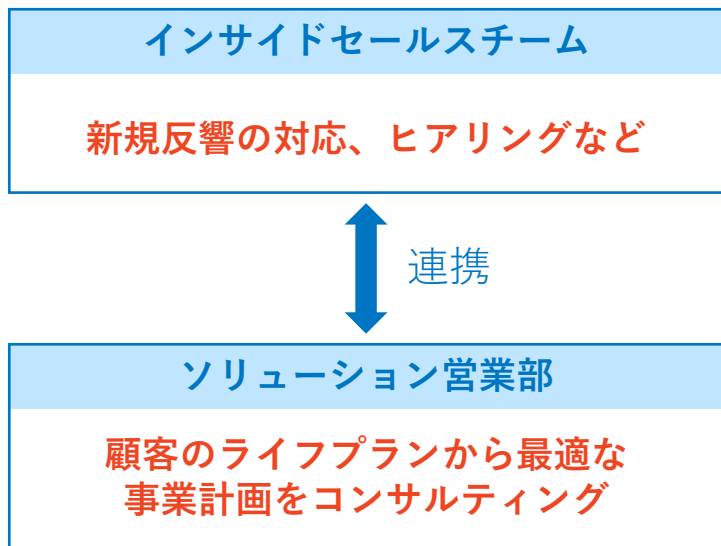 インサイドセールスチーム
新規反響の対応、ヒアリングなど
連携
ソリューション営業部
顧客のライフプランから最適な
事業計画をコンサルティング